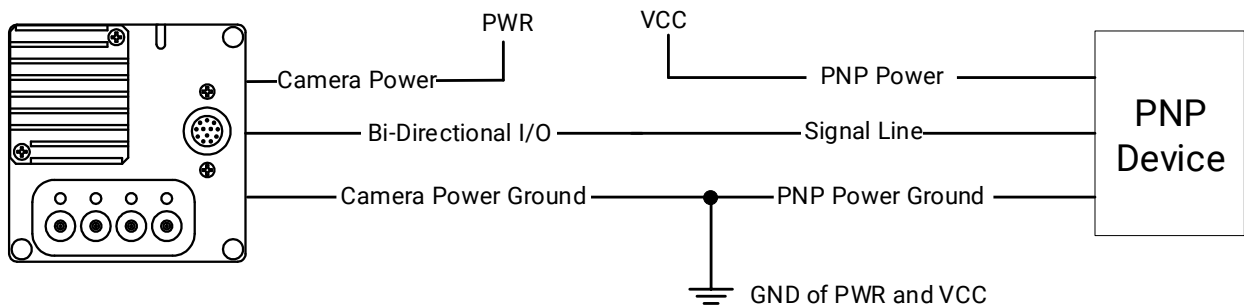 PWR
VCC
Camera Power
PNP Power
Bi-Directional I/O
Signal Line
Camera Power Ground
PNP Power Ground
PNP
Device
GND of PWR and VCC